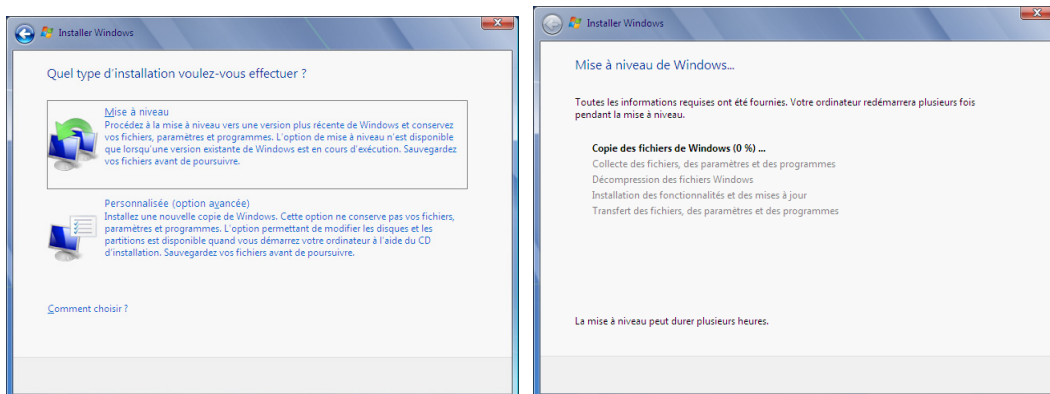 Installer Windows
Quel type d'installation voulez-vous effectuer ?
Mise à niveau
Procédez à la mise à niveau vers une version plus récente de Windows et conservez
vos fichiers, paramètres et programmes. L'option de mise à niveau n'est disponible
que lorsqu'une version existante de Windows est en cours d'exécution. Sauvegardez
vos fichiers avant de poursuivre.
Personnalisée (option avancée)
Installez une nouvelle copie de Windows. Cette option ne conserve pas vos fichiers,
paramètres et programmes. L'option permettant de modifier les disques et les
partitions est disponible quand vous démarrez votre ordinateur à l'aide du CD
d'installation. Sauvegardez vos fichiers avant de poursuivre.
Comment choisir ?
Installer Windows
Mise à niveau de Windows...
Toutes les informations requises ont été fournies. Votre ordinateur redémarrera plusieurs fois
pendant la mise à niveau.
Copie des fichiers de Windows (0 %) ...
Collecte des fichiers, des paramètres et des programmes
Décompression des fichiers Windows
Installation des fonctionnalités et des mises à jour
Transfert des fichiers, des paramètres et des programmes
La mise à niveau peut durer plusieurs heures.